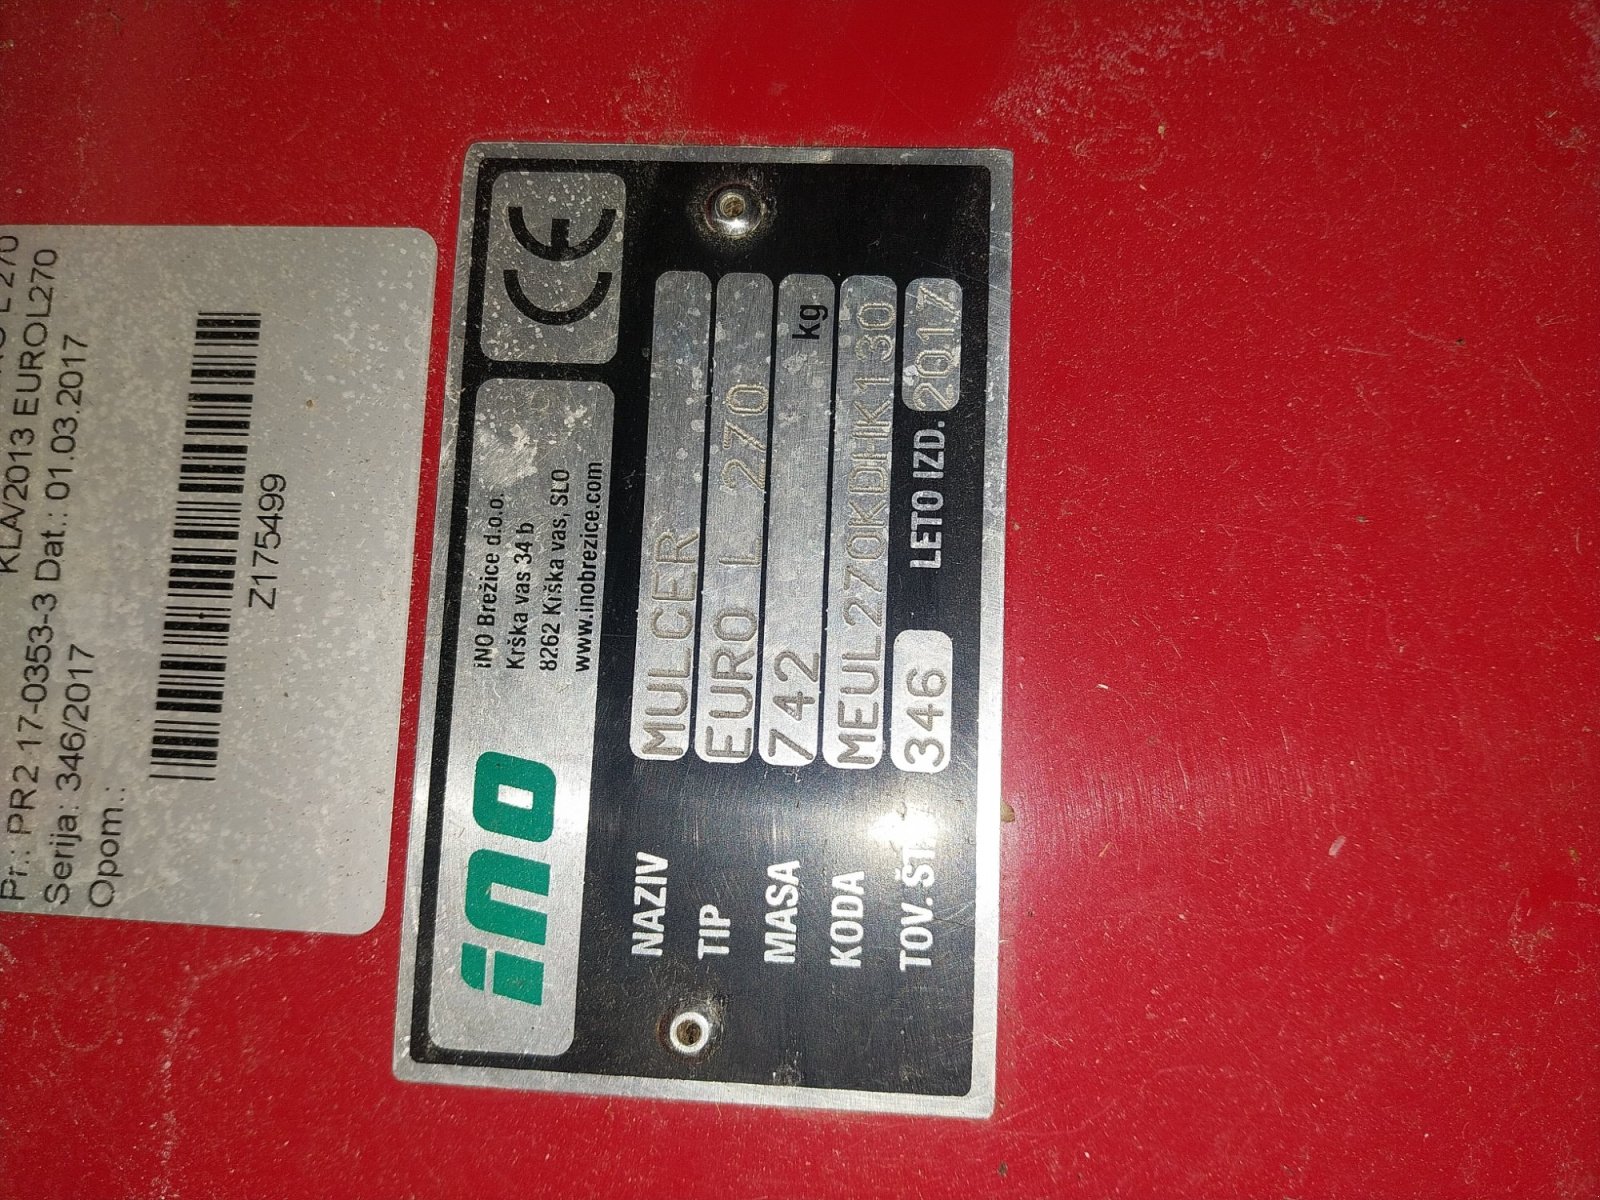 L 270
KLA/2013 EUROL270
Pr.: PR2 17-0353-3 Dat.: 01.03.2017
Serija: 346/2017
Opom.:
Z175499
iNO
iNO Brežice d.o.o.
Krška vas 34 b
8262 Krška vas, SLO
www.inobrezice.com
CE
NAZIV MULCER
TIP EURO L 270
MASA 742 kg
KODA MEUL270KDHK130
TOV. ŠT. 346 LETO IZD. 2017